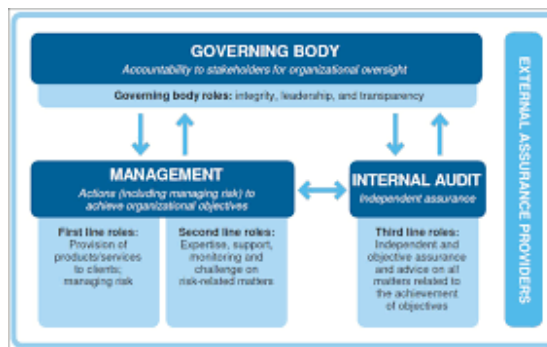 GOVERNING BODY
Accountability to stakeholders for organizational oversight
Governing body roles: integrity, leadership, and transparency
MANAGEMENT
Actions (including managing risk) to
achieve organizational objectives
INTERNAL AUDIT
Independent assurance
First line roles:
Provision of
products/services
to clients;
managing risk
Second line roles:
Expertise, support,
monitoring and
challenge on
risk-related matters
Third line roles:
Independent and
objective assurance
and advice on all
matters related to
the achievement
of objectives
EXTERNAL ASSURANCE PROVIDERS